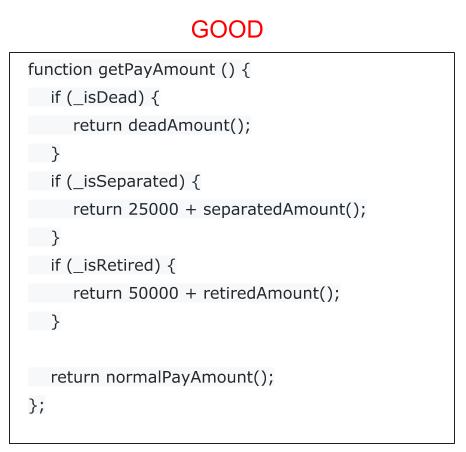 GOOD
function getPayAmount () {
if (_isDead) {
return deadAmount();
}
if (_isSeparated) {
return 25000 + separatedAmount();
}
if (_isRetired) {
return 50000 + retiredAmount();
}
return normalPayAmount();
};